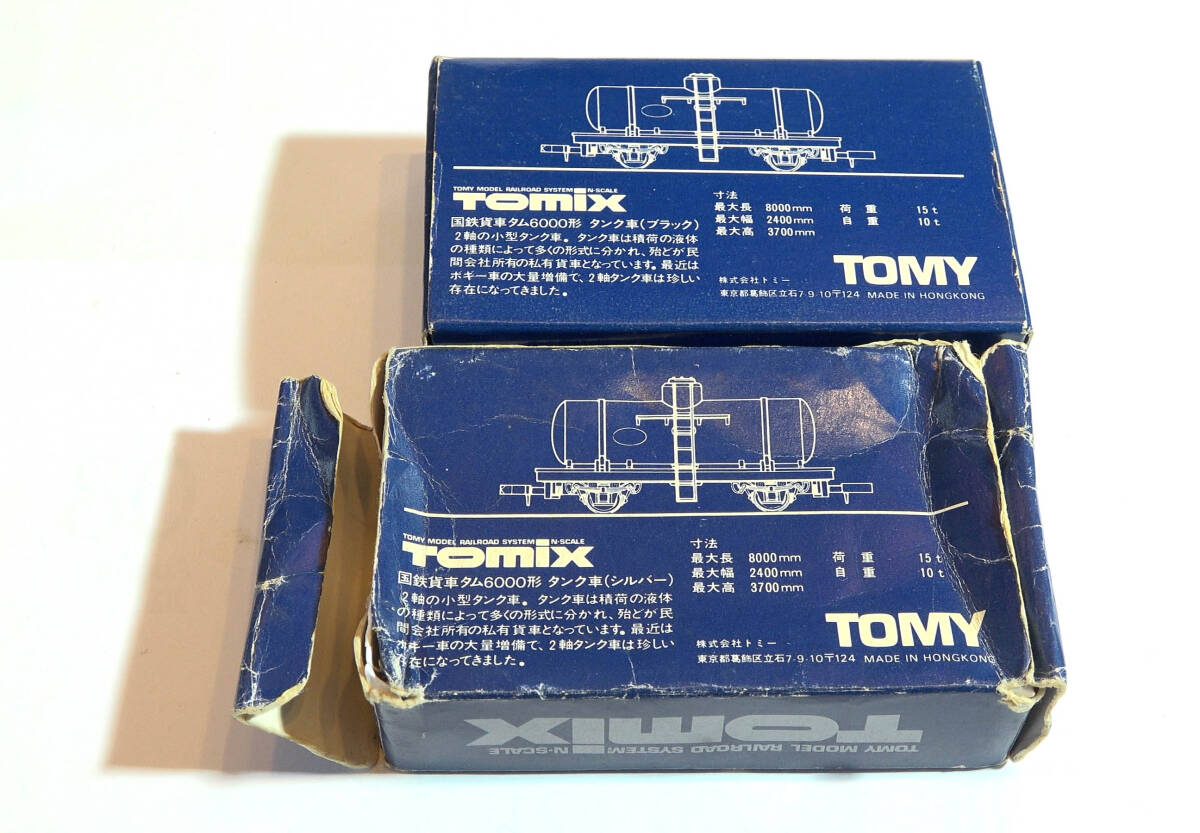 TOMY MODEL RAILROAD SYSTEM N-SCALE
TOMIX
国鉄貨車タム6000形 タンク車(ブラック)
2軸の小型タンク車。タンク車は積荷の液体
の種類によって多くの形式に分かれ、殆どが民
間会社所有の私有貨車となっています。最近は
ボギー車の大量増備で、2軸タンク車は珍しい
存在になってきました。
寸法
最大長 8000mm 荷重 15t
最大幅 2400mm 自重 10t
最大高 3700mm
TOMY
株式会社トミー
東京都葛飾区立石7-9-10〒124 MADE IN HONGKONG
TOMY MODEL RAILROAD SYSTEM N-SCALE
TOMIX
国鉄貨車タム6000形 タンク車(シルバー)
2軸の小型タンク車。タンク車は積荷の液体
の種類によって多くの形式に分かれ、殆どが民
間会社所有の私有貨車となっています。最近は
ボギー車の大量増備で、2軸タンク車は珍しい
存在になってきました。
寸法
最大長 8000mm 荷重 15t
最大幅 2400mm 自重 10t
最大高 3700mm
TOMY
株式会社トミー
東京都葛飾区立石7-9-10〒124 MADE IN HONGKONG
TOMIX
TOMY MODEL RAILROAD SYSTEM N-SCALE